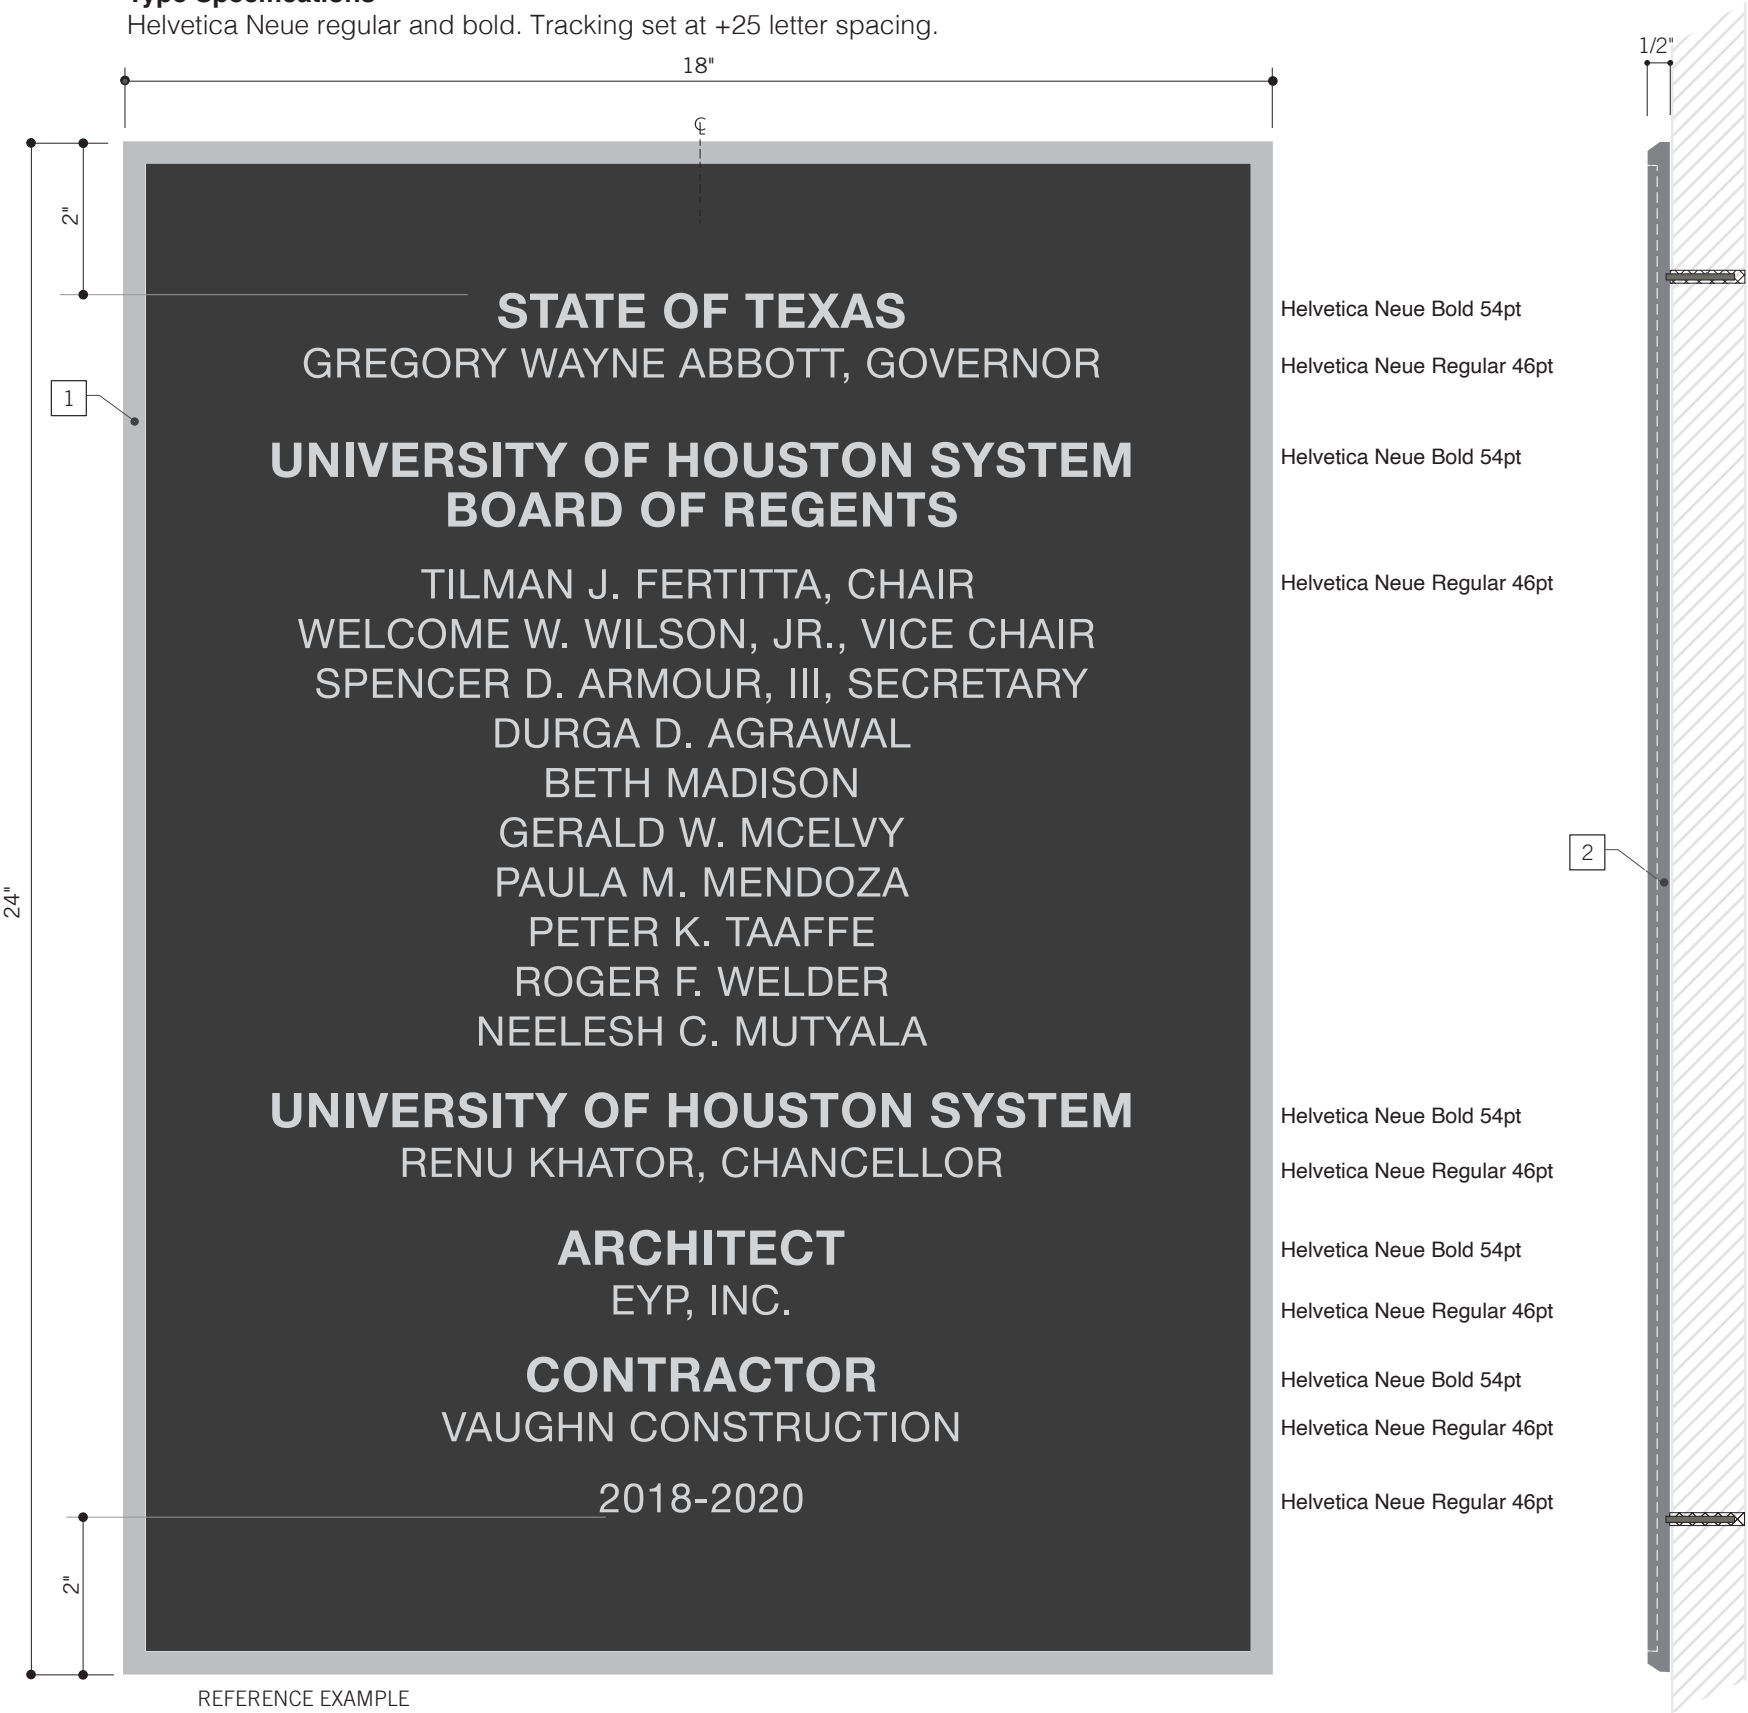 Type Specifications
Helvetica Neue regular and bold. Tracking set at +25 letter spacing.
18"
1/2"
℄
2"
STATE OF TEXAS
Helvetica Neue Bold 54pt
GREGORY WAYNE ABBOTT, GOVERNOR
Helvetica Neue Regular 46pt
1
UNIVERSITY OF HOUSTON SYSTEM
Helvetica Neue Bold 54pt
BOARD OF REGENTS
TILMAN J. FERTITTA, CHAIR
Helvetica Neue Regular 46pt
WELCOME W. WILSON, JR., VICE CHAIR
SPENCER D. ARMOUR, III, SECRETARY
DURGA D. AGRAWAL
BETH MADISON
GERALD W. MCELVY
2
PAULA M. MENDOZA
24"
PETER K. TAAFFE
ROGER F. WELDER
NEELESH C. MUTYALA
UNIVERSITY OF HOUSTON SYSTEM
Helvetica Neue Bold 54pt
RENU KHATOR, CHANCELLOR
Helvetica Neue Regular 46pt
ARCHITECT
Helvetica Neue Bold 54pt
EYP, INC.
Helvetica Neue Regular 46pt
CONTRACTOR
Helvetica Neue Bold 54pt
VAUGHN CONSTRUCTION
Helvetica Neue Regular 46pt
2018-2020
Helvetica Neue Regular 46pt
2"
REFERENCE EXAMPLE